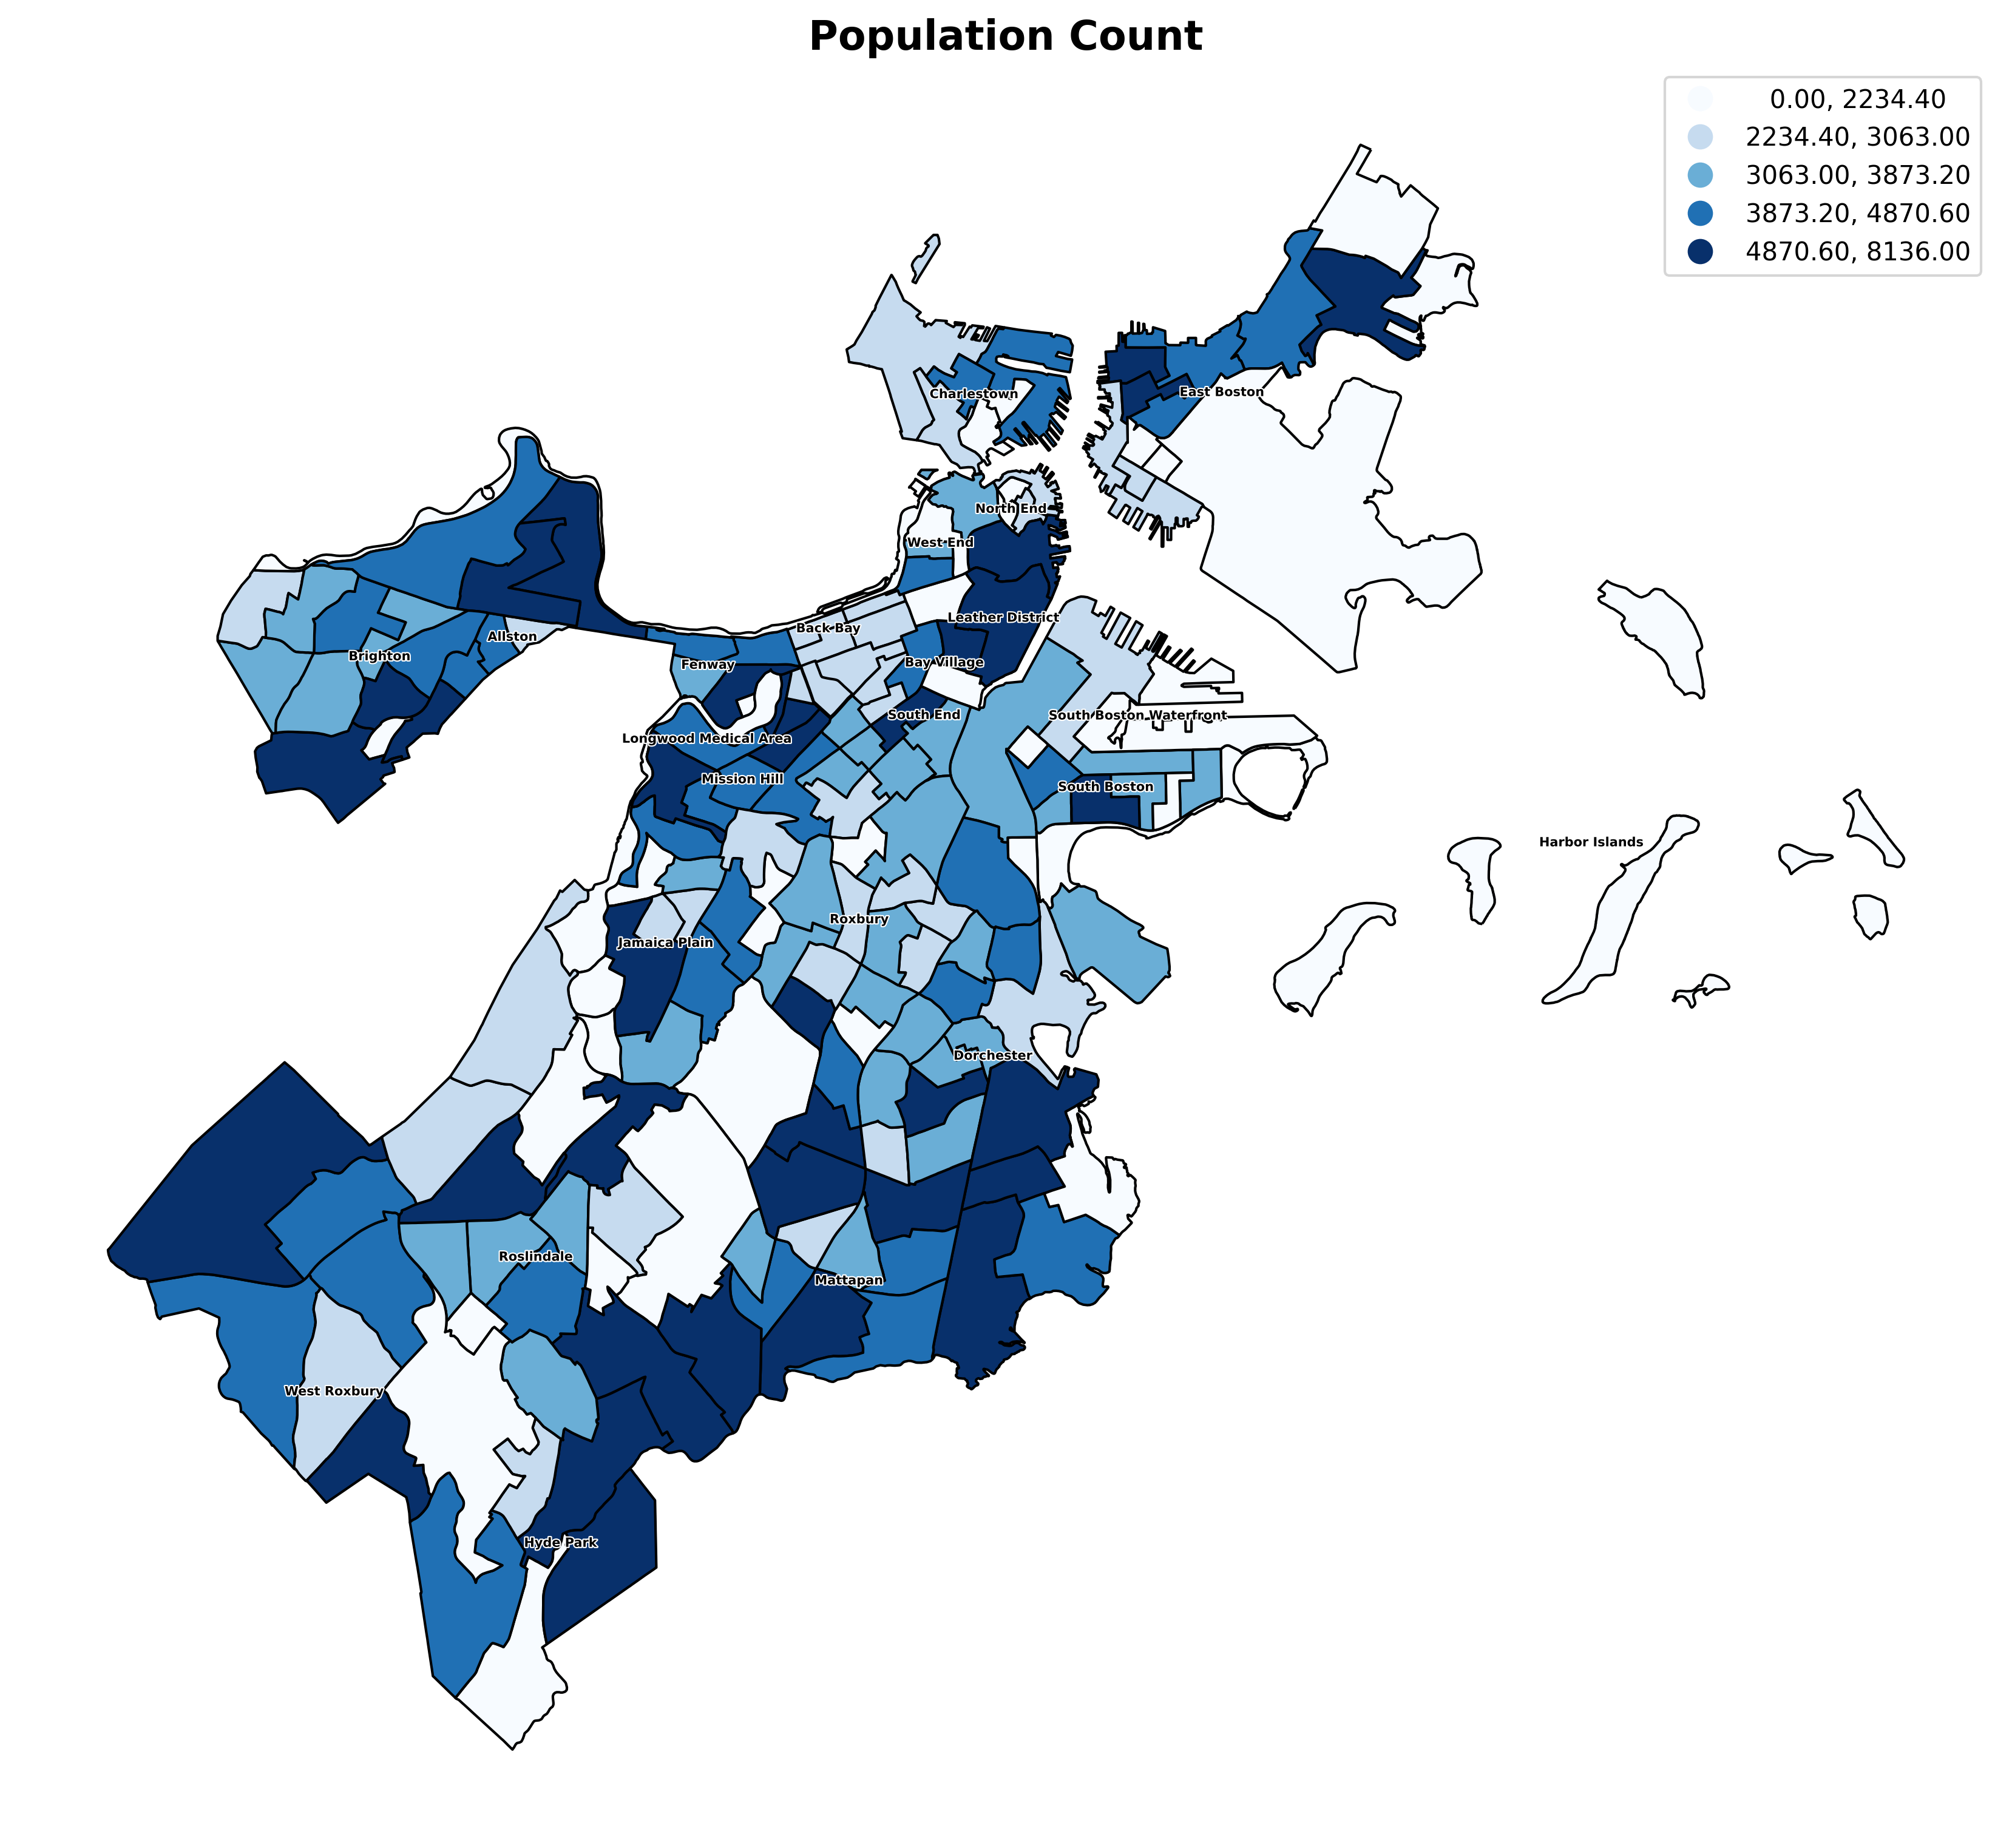 Population Count
0.00, 2234.40
2234.40, 3063.00
3063.00, 3873.20
3873.20, 4870.60
4870.60, 8136.00
East Boston
Charlestown
North End
West End
Leather District
Back Bay
Allston
Brighton
Bay Village
Fenway
South End
South Boston Waterfront
Longwood Medical Area
Mission Hill
South Boston
Harbor Islands
Roxbury
Jamaica Plain
Dorchester
Roslindale
Mattapan
West Roxbury
Hyde Park